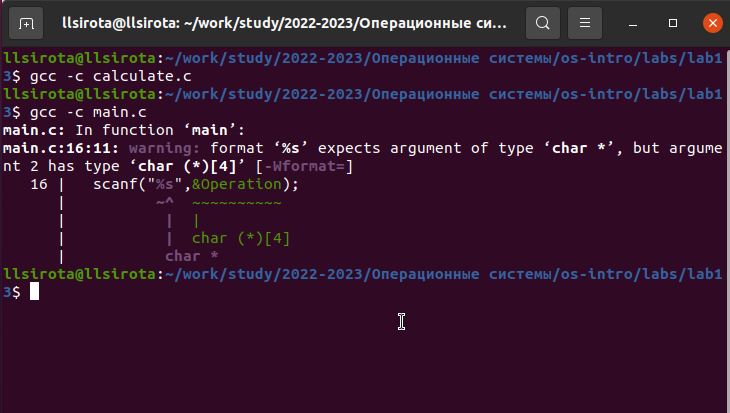 llsirota@llsirota: ~/work/study/2022-2023/Операционные си...
llsirota@llsirota:~/work/study/2022-2023/Операционные системы/os-intro/labs/lab1
3$ gcc -c calculate.c
llsirota@llsirota:~/work/study/2022-2023/Операционные системы/os-intro/labs/lab1
3$ gcc -c main.c
main.c: In function ‘main’:
main.c:16:11: warning: format ‘%s’ expects argument of type ‘char *’, but argume
nt 2 has type ‘char (*)[4]’ [-Wformat=]
   16 |   scanf("%s",&Operation);
      |          ~^  ~~~~~~~~~~
      |           |  |
      |           |  char (*)[4]
      |           char *
llsirota@llsirota:~/work/study/2022-2023/Операционные системы/os-intro/labs/lab1
3$